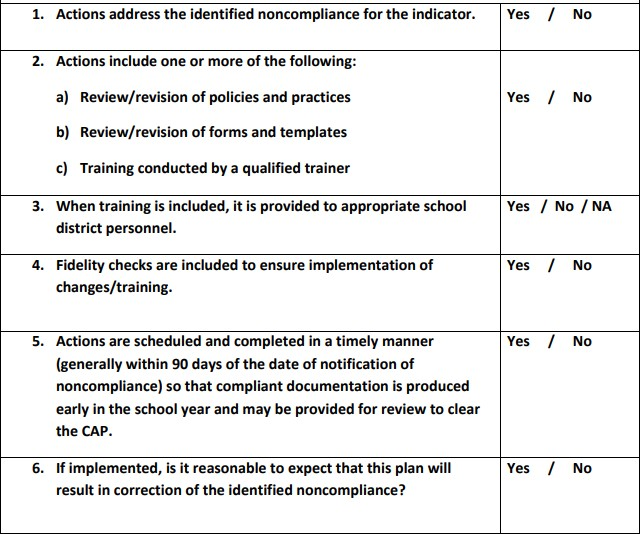 1. Actions address the identified noncompliance for the indicator. Yes / No
2. Actions include one or more of the following:
a) Review/revision of policies and practices Yes / No
b) Review/revision of forms and templates
c) Training conducted by a qualified trainer
3. When training is included, it is provided to appropriate school Yes / No / NA
district personnel.
4. Fidelity checks are included to ensure implementation of Yes / No
changes/training.
5. Actions are scheduled and completed in a timely manner Yes / No
(generally within 90 days of the date of notification of
noncompliance) so that compliant documentation is produced
early in the school year and may be provided for review to clear
the CAP.
6. If implemented, is it reasonable to expect that this plan will Yes / No
result in correction of the identified noncompliance?